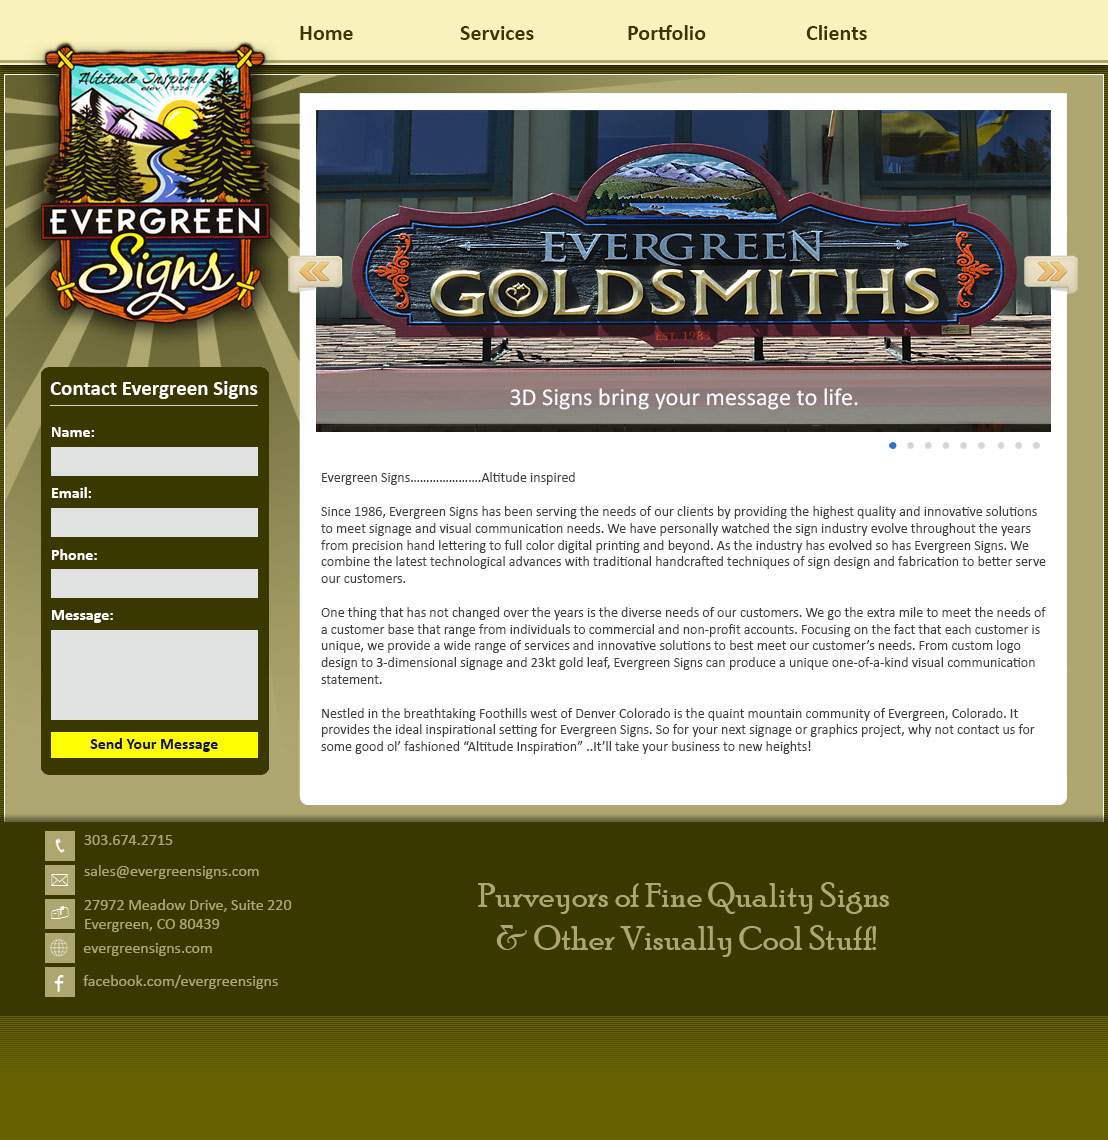 Home
Services
Portfolio
Clients
Altitude Inspired
elev. 7220'
EVERGREEN
Signs
EVERGREEN
GOLDSMITHS
EST. 1983
3D Signs bring your message to life.
Contact Evergreen Signs
Name:
Email:
Phone:
Message:
Send Your Message
Evergreen Signs......................Altitude inspired
Since 1986, Evergreen Signs has been serving the needs of our clients by providing the highest quality and innovative solutions
to meet signage and visual communication needs. We have personally watched the sign industry evolve throughout the years
from precision hand lettering to full color digital printing and beyond. As the industry has evolved so has Evergreen Signs. We
combine the latest technological advances with traditional handcrafted techniques of sign design and fabrication to better serve
our customers.
One thing that has not changed over the years is the diverse needs of our customers. We go the extra mile to meet the needs of
a customer base that range from individuals to commercial and non-profit accounts. Focusing on the fact that each customer is
unique, we provide a wide range of services and innovative solutions to best meet our customer’s needs. From custom logo
design to 3-dimensional signage and 23kt gold leaf, Evergreen Signs can produce a unique one-of-a-kind visual communication
statement.
Nestled in the breathtaking Foothills west of Denver Colorado is the quaint mountain community of Evergreen, Colorado. It
provides the ideal inspirational setting for Evergreen Signs. So for your next signage or graphics project, why not contact us for
some good ol’ fashioned “Altitude Inspiration” ..It’ll take your business to new heights!
303.674.2715
sales@evergreensigns.com
27972 Meadow Drive, Suite 220
Evergreen, CO 80439
evergreensigns.com
facebook.com/evergreensigns
Purveyors of Fine Quality Signs
& Other Visually Cool Stuff!